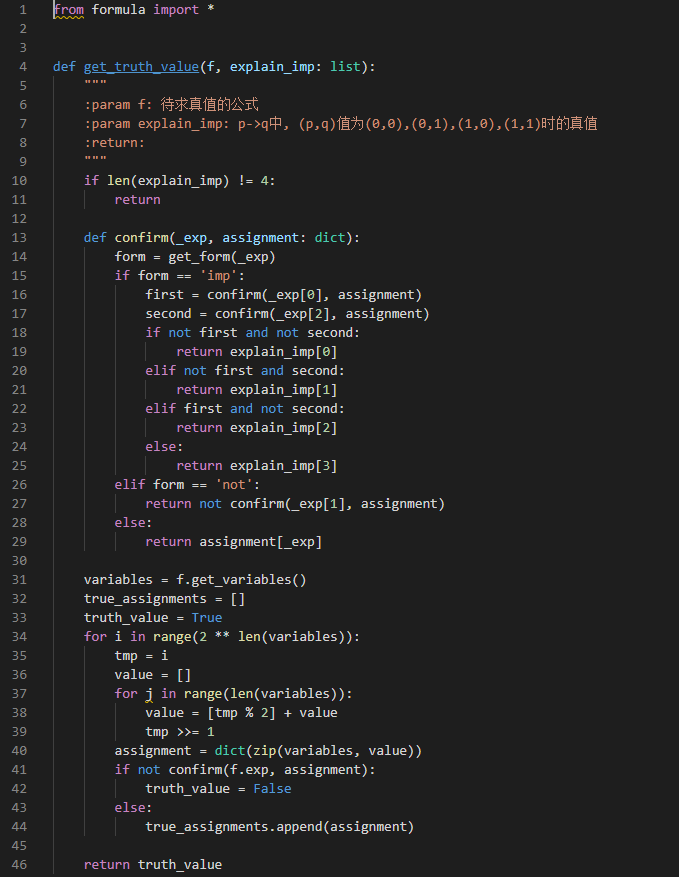 1 from formula import *
2
3
4 def get_truth_value(f, explain_imp: list):
5     """
6     :param f: 待求真值的公式
7     :param explain_imp: p->q中, (p,q)值为(0,0),(0,1),(1,0),(1,1)时的真值
8     :return:
9     """
10     if len(explain_imp) != 4:
11         return
12
13     def confirm(_exp, assignment: dict):
14         form = get_form(_exp)
15         if form == 'imp':
16             first = confirm(_exp[0], assignment)
17             second = confirm(_exp[2], assignment)
18             if not first and not second:
19                 return explain_imp[0]
20             elif not first and second:
21                 return explain_imp[1]
22             elif first and not second:
23                 return explain_imp[2]
24             else:
25                 return explain_imp[3]
26         elif form == 'not':
27             return not confirm(_exp[1], assignment)
28         else:
29             return assignment[_exp]
30
31     variables = f.get_variables()
32     true_assignments = []
33     truth_value = True
34     for i in range(2 ** len(variables)):
35         tmp = i
36         value = []
37         for j in range(len(variables)):
38             value = [tmp % 2] + value
39             tmp >>= 1
40         assignment = dict(zip(variables, value))
41         if not confirm(f.exp, assignment):
42             truth_value = False
43         else:
44             true_assignments.append(assignment)
45
46     return truth_value